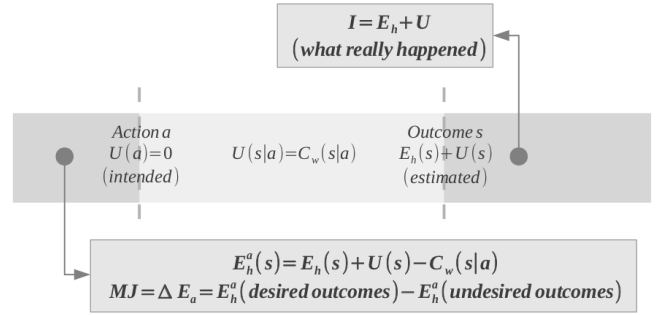 I = E_h + U
(what really happened)
Action a
U(a)=0
(intended)
U(s|a)=C_w(s|a)
Outcome s
E_h(s)+U(s)
(estimated)
E_h^a(s)=E_h(s)+U(s)−C_w(s|a)
MJ=Δ E_a=E_h^a(desired outcomes)−E_h^a(undesired outcomes)